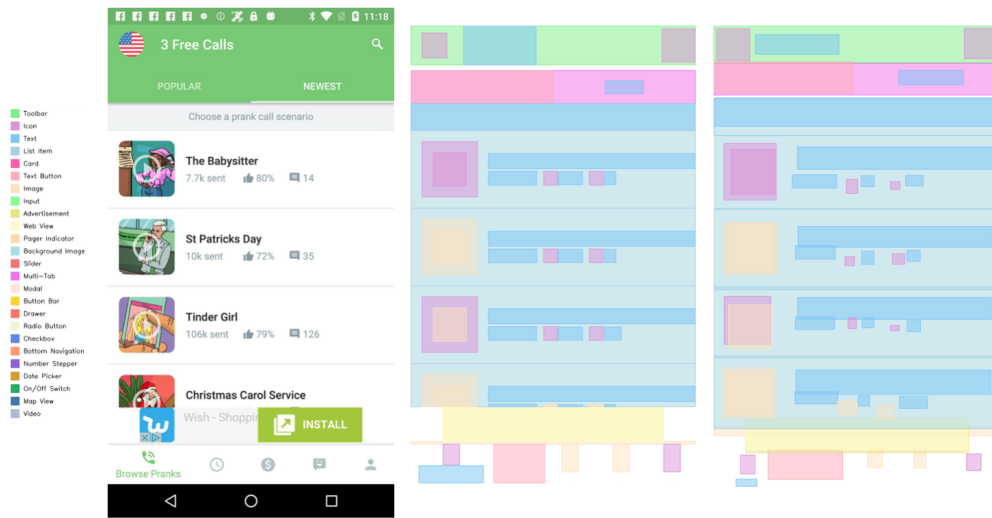 11:18
3 Free Calls
POPULAR NEWEST
Choose a prank call scenario
The Babysitter
7.7k sent 80% 14
St Patricks Day
10k sent 72% 35
Tinder Girl
106k sent 79% 126
Christmas Carol Service
Wish - Shoppin
INSTALL
Browse Pranks
Toolbar
Icon
Text
List Item
Card
Text Button
Image
Input
Advertisement
Web View
Pager Indicator
Background Image
Slider
Multi-Tab
Modal
Button Bar
Drawer
Radio Button
Checkbox
Bottom Navigation
Number Stepper
Date Picker
On/Off Switch
Map View
Video